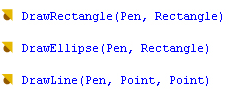 DrawRectangle(Pen, Rectangle)
DrawEllipse(Pen, Rectangle)
DrawLine(Pen, Point, Point)